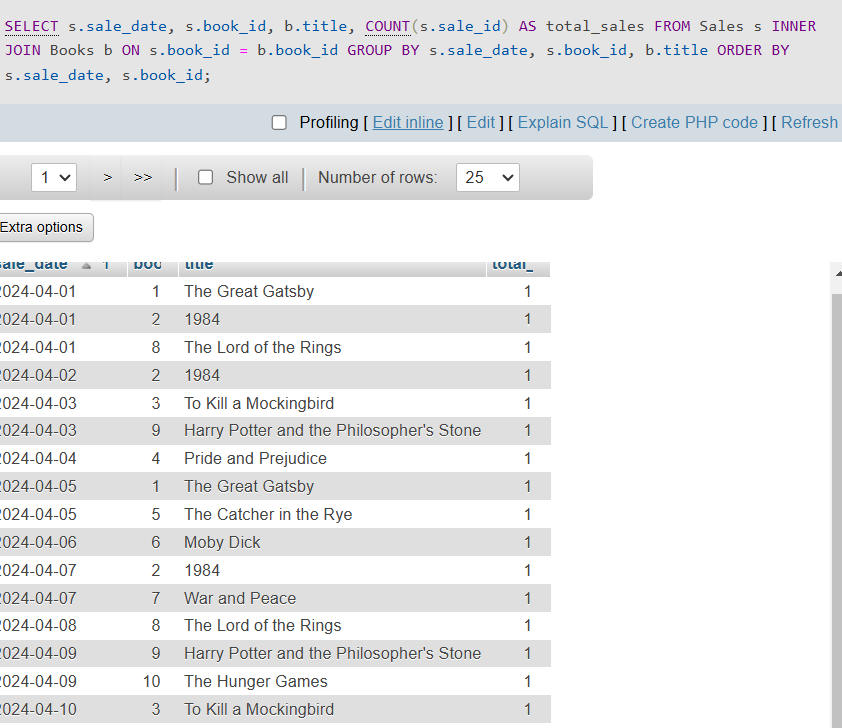 SELECT s.sale_date, s.book_id, b.title, COUNT(s.sale_id) AS total_sales FROM Sales s INNER
JOIN Books b ON s.book_id = b.book_id GROUP BY s.sale_date, s.book_id, b.title ORDER BY
s.sale_date, s.book_id;
Profiling [ Edit inline ] [ Edit ] [ Explain SQL ] [ Create PHP code ] [ Refresh
1 > >> | Show all | Number of rows: 25
Extra options
sale_date 1 boo title total_
2024-04-01 1 The Great Gatsby 1
2024-04-01 2 1984 1
2024-04-01 8 The Lord of the Rings 1
2024-04-02 2 1984 1
2024-04-03 3 To Kill a Mockingbird 1
2024-04-03 9 Harry Potter and the Philosopher's Stone 1
2024-04-04 4 Pride and Prejudice 1
2024-04-05 1 The Great Gatsby 1
2024-04-05 5 The Catcher in the Rye 1
2024-04-06 6 Moby Dick 1
2024-04-07 2 1984 1
2024-04-07 7 War and Peace 1
2024-04-08 8 The Lord of the Rings 1
2024-04-09 9 Harry Potter and the Philosopher's Stone 1
2024-04-09 10 The Hunger Games 1
2024-04-10 3 To Kill a Mockingbird 1